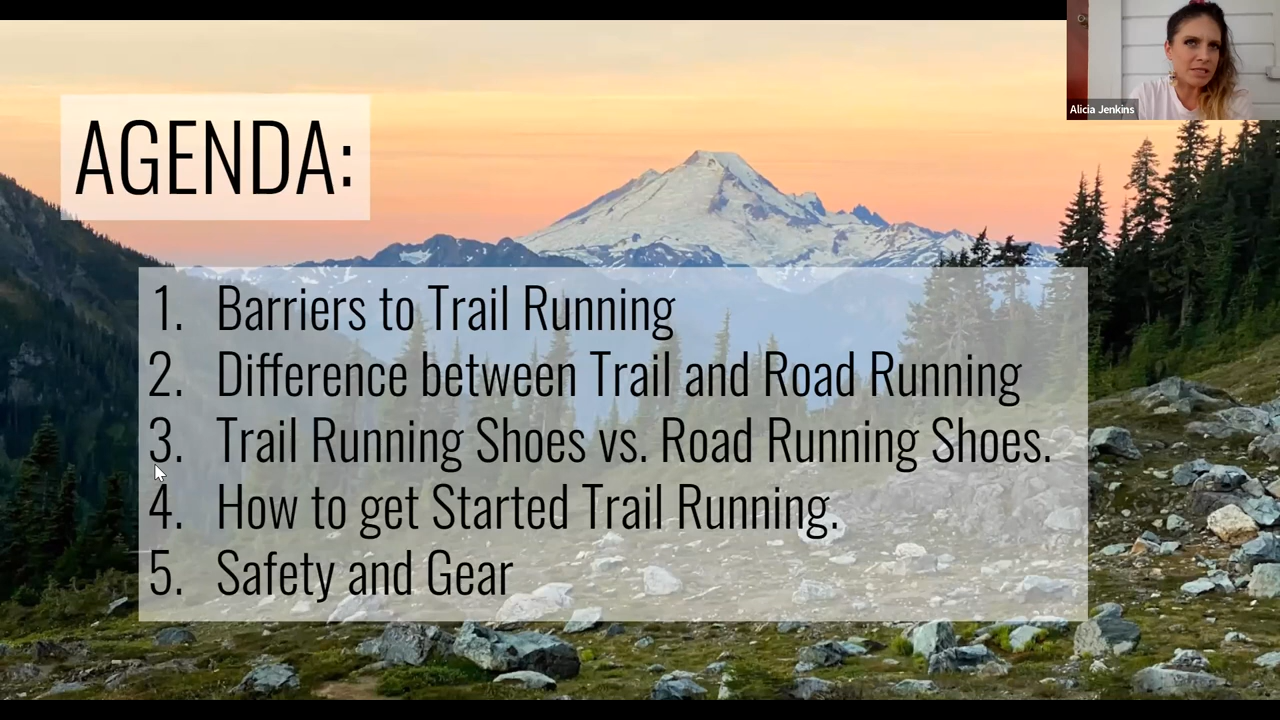 Alicia Jenkins
AGENDA:
1. Barriers to Trail Running
2. Difference between Trail and Road Running
3. Trail Running Shoes vs. Road Running Shoes.
4. How to get Started Trail Running.
5. Safety and Gear